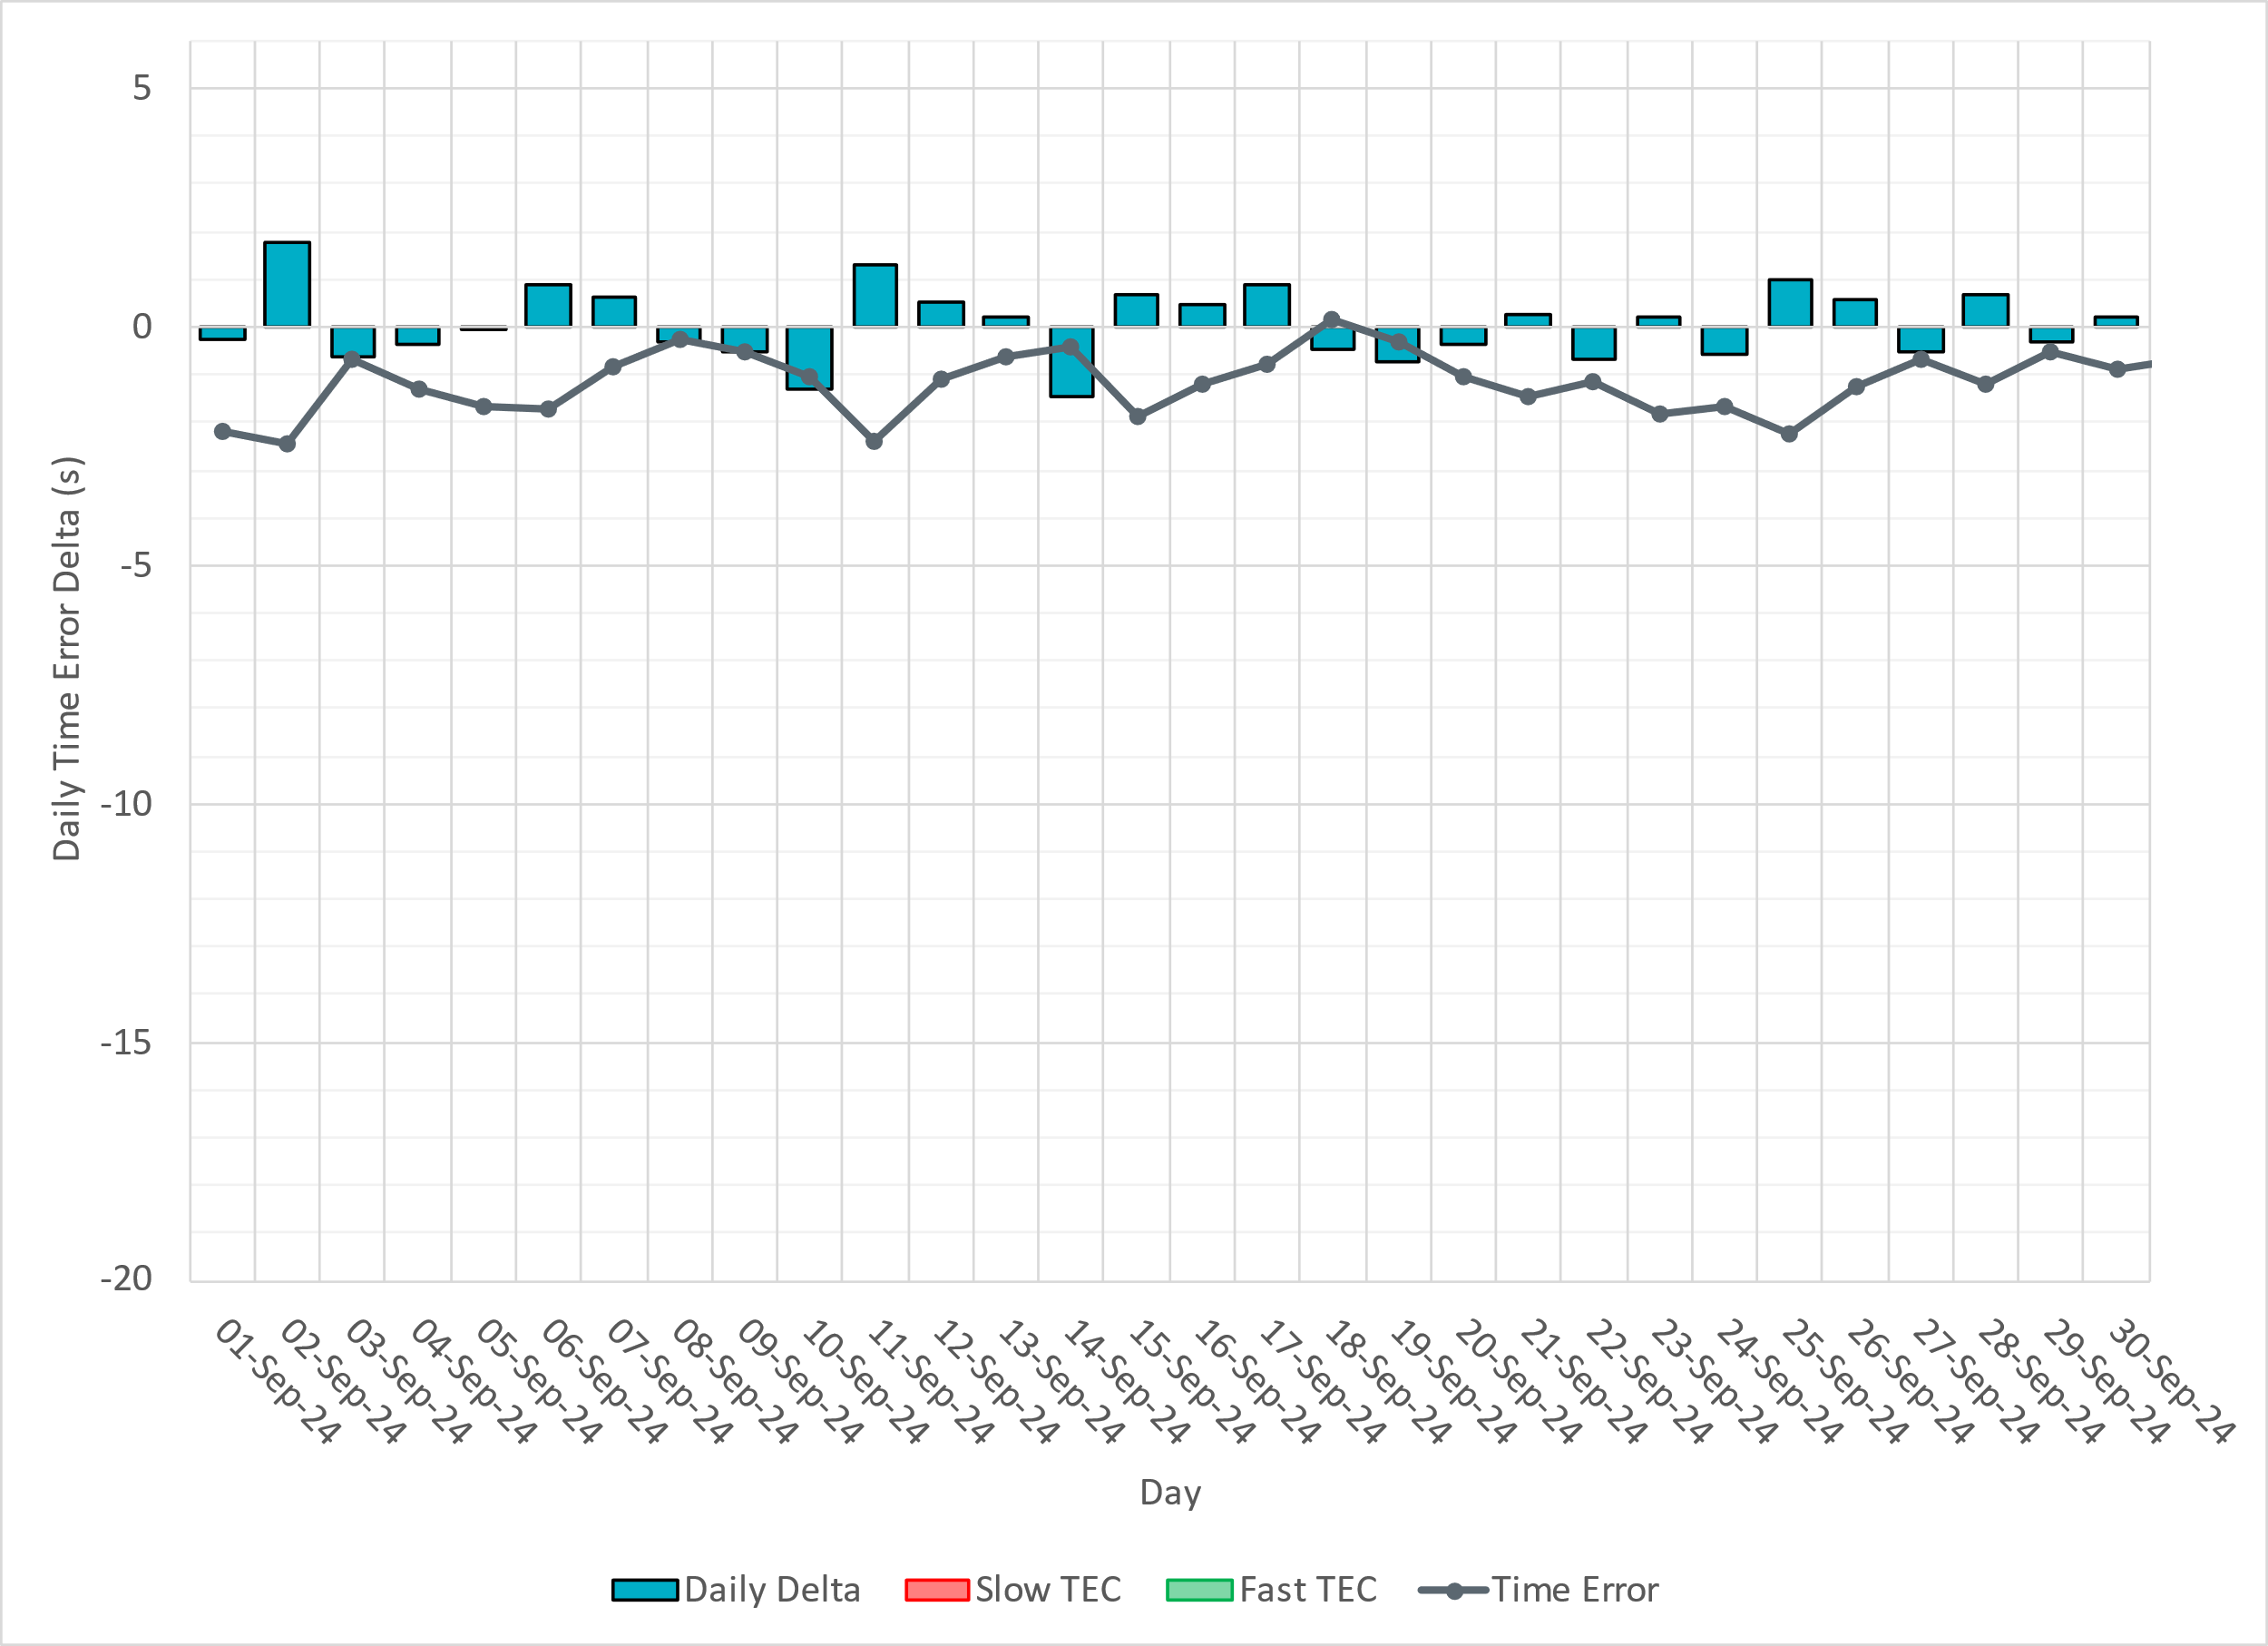 5
0
-5
-10
-15
-20
Daily Time Error Delta (s)
01-Sep-24
02-Sep-24
03-Sep-24
04-Sep-24
05-Sep-24
06-Sep-24
07-Sep-24
08-Sep-24
09-Sep-24
10-Sep-24
11-Sep-24
12-Sep-24
13-Sep-24
14-Sep-24
15-Sep-24
16-Sep-24
17-Sep-24
18-Sep-24
19-Sep-24
20-Sep-24
21-Sep-24
22-Sep-24
23-Sep-24
24-Sep-24
25-Sep-24
26-Sep-24
27-Sep-24
28-Sep-24
29-Sep-24
30-Sep-24
Day
Daily Delta Slow TEC Fast TEC Time Error